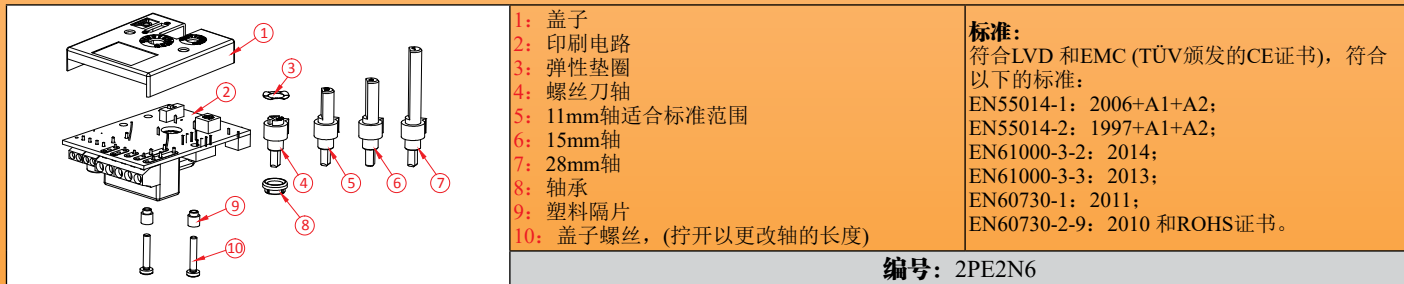 1
2
3
4
5
6
7
8
9
10
1：盖子
2：印刷电路
3：弹性垫圈
4：螺丝刀轴
5：11mm轴适合标准范围
6：15mm轴
7：28mm轴
8：轴承
9：塑料隔片
10：盖子螺丝，(拧开以更改轴的长度)
标准：
符合LVD 和EMC (TÜV颁发的CE证书)，符合
以下的标准：
EN55014-1：2006+A1+A2；
EN55014-2：1997+A1+A2；
EN61000-3-2：2014；
EN61000-3-3：2013；
EN60730-1：2011；
EN60730-2-9：2010 和ROHS证书。
编号：2PE2N6